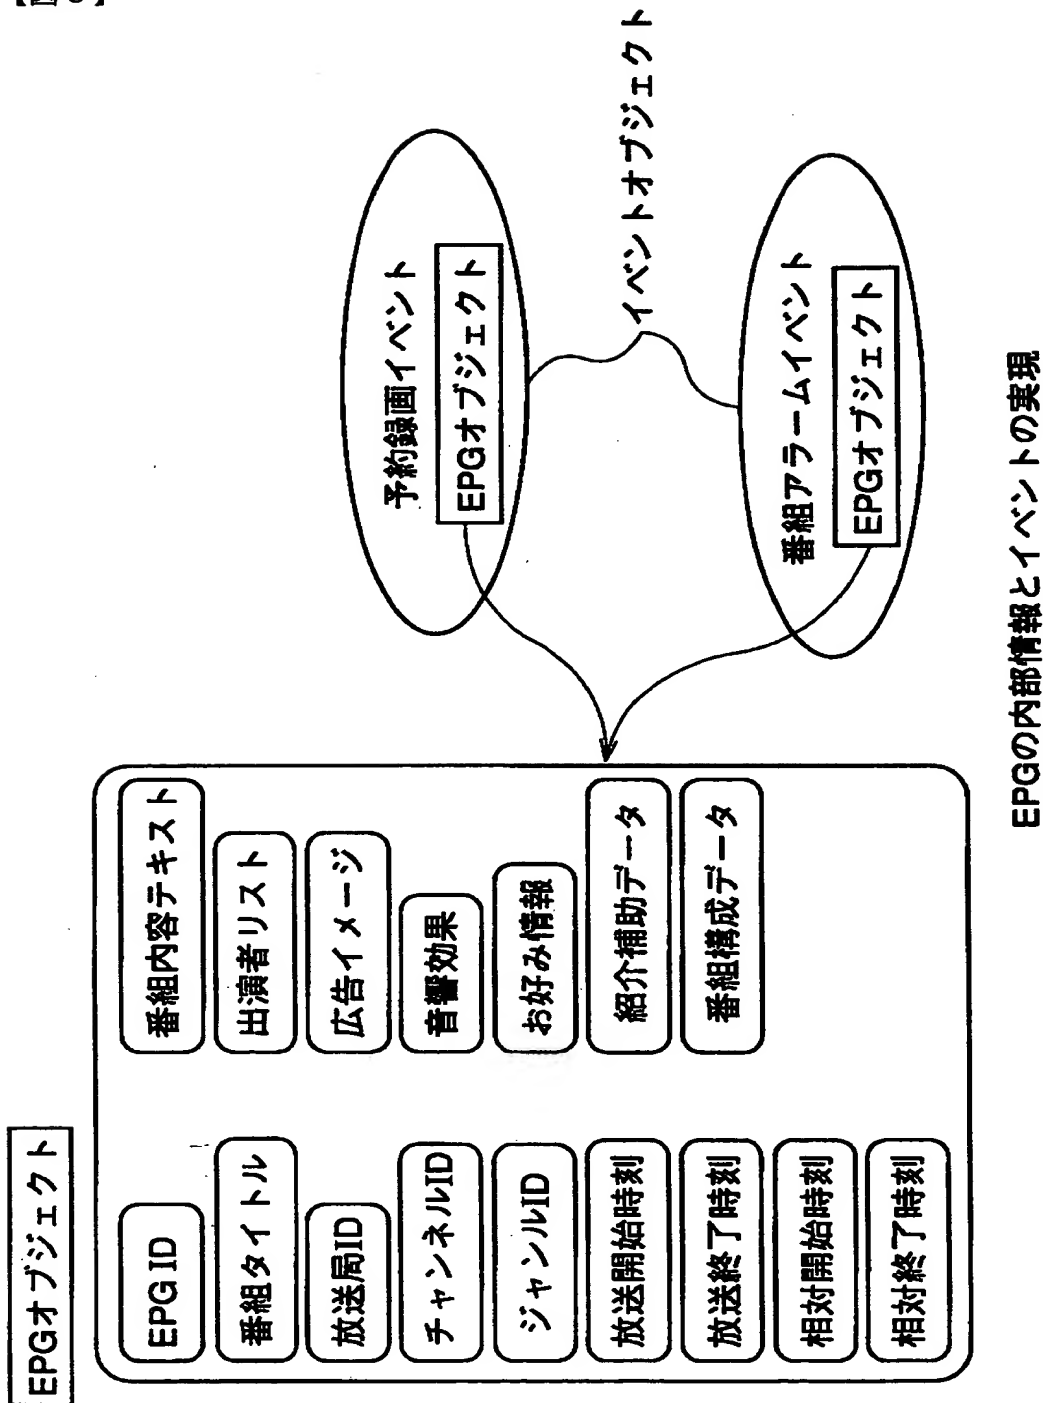 EPGオブジェクト
EPG ID
番組タイトル
放送局ID
チャンネルID
ジャンルID
放送開始時刻
放送終了時刻
相対開始時刻
相対終了時刻
番組内容テキスト
出演者リスト
広告イメージ
音響効果
お好み情報
紹介補助データ
番組構成データ
予約録画イベント
EPGオブジェクト
イベントオブジェクト
番組アラームイベント
EPGオブジェクト
EPGの内部情報とイベントの実現